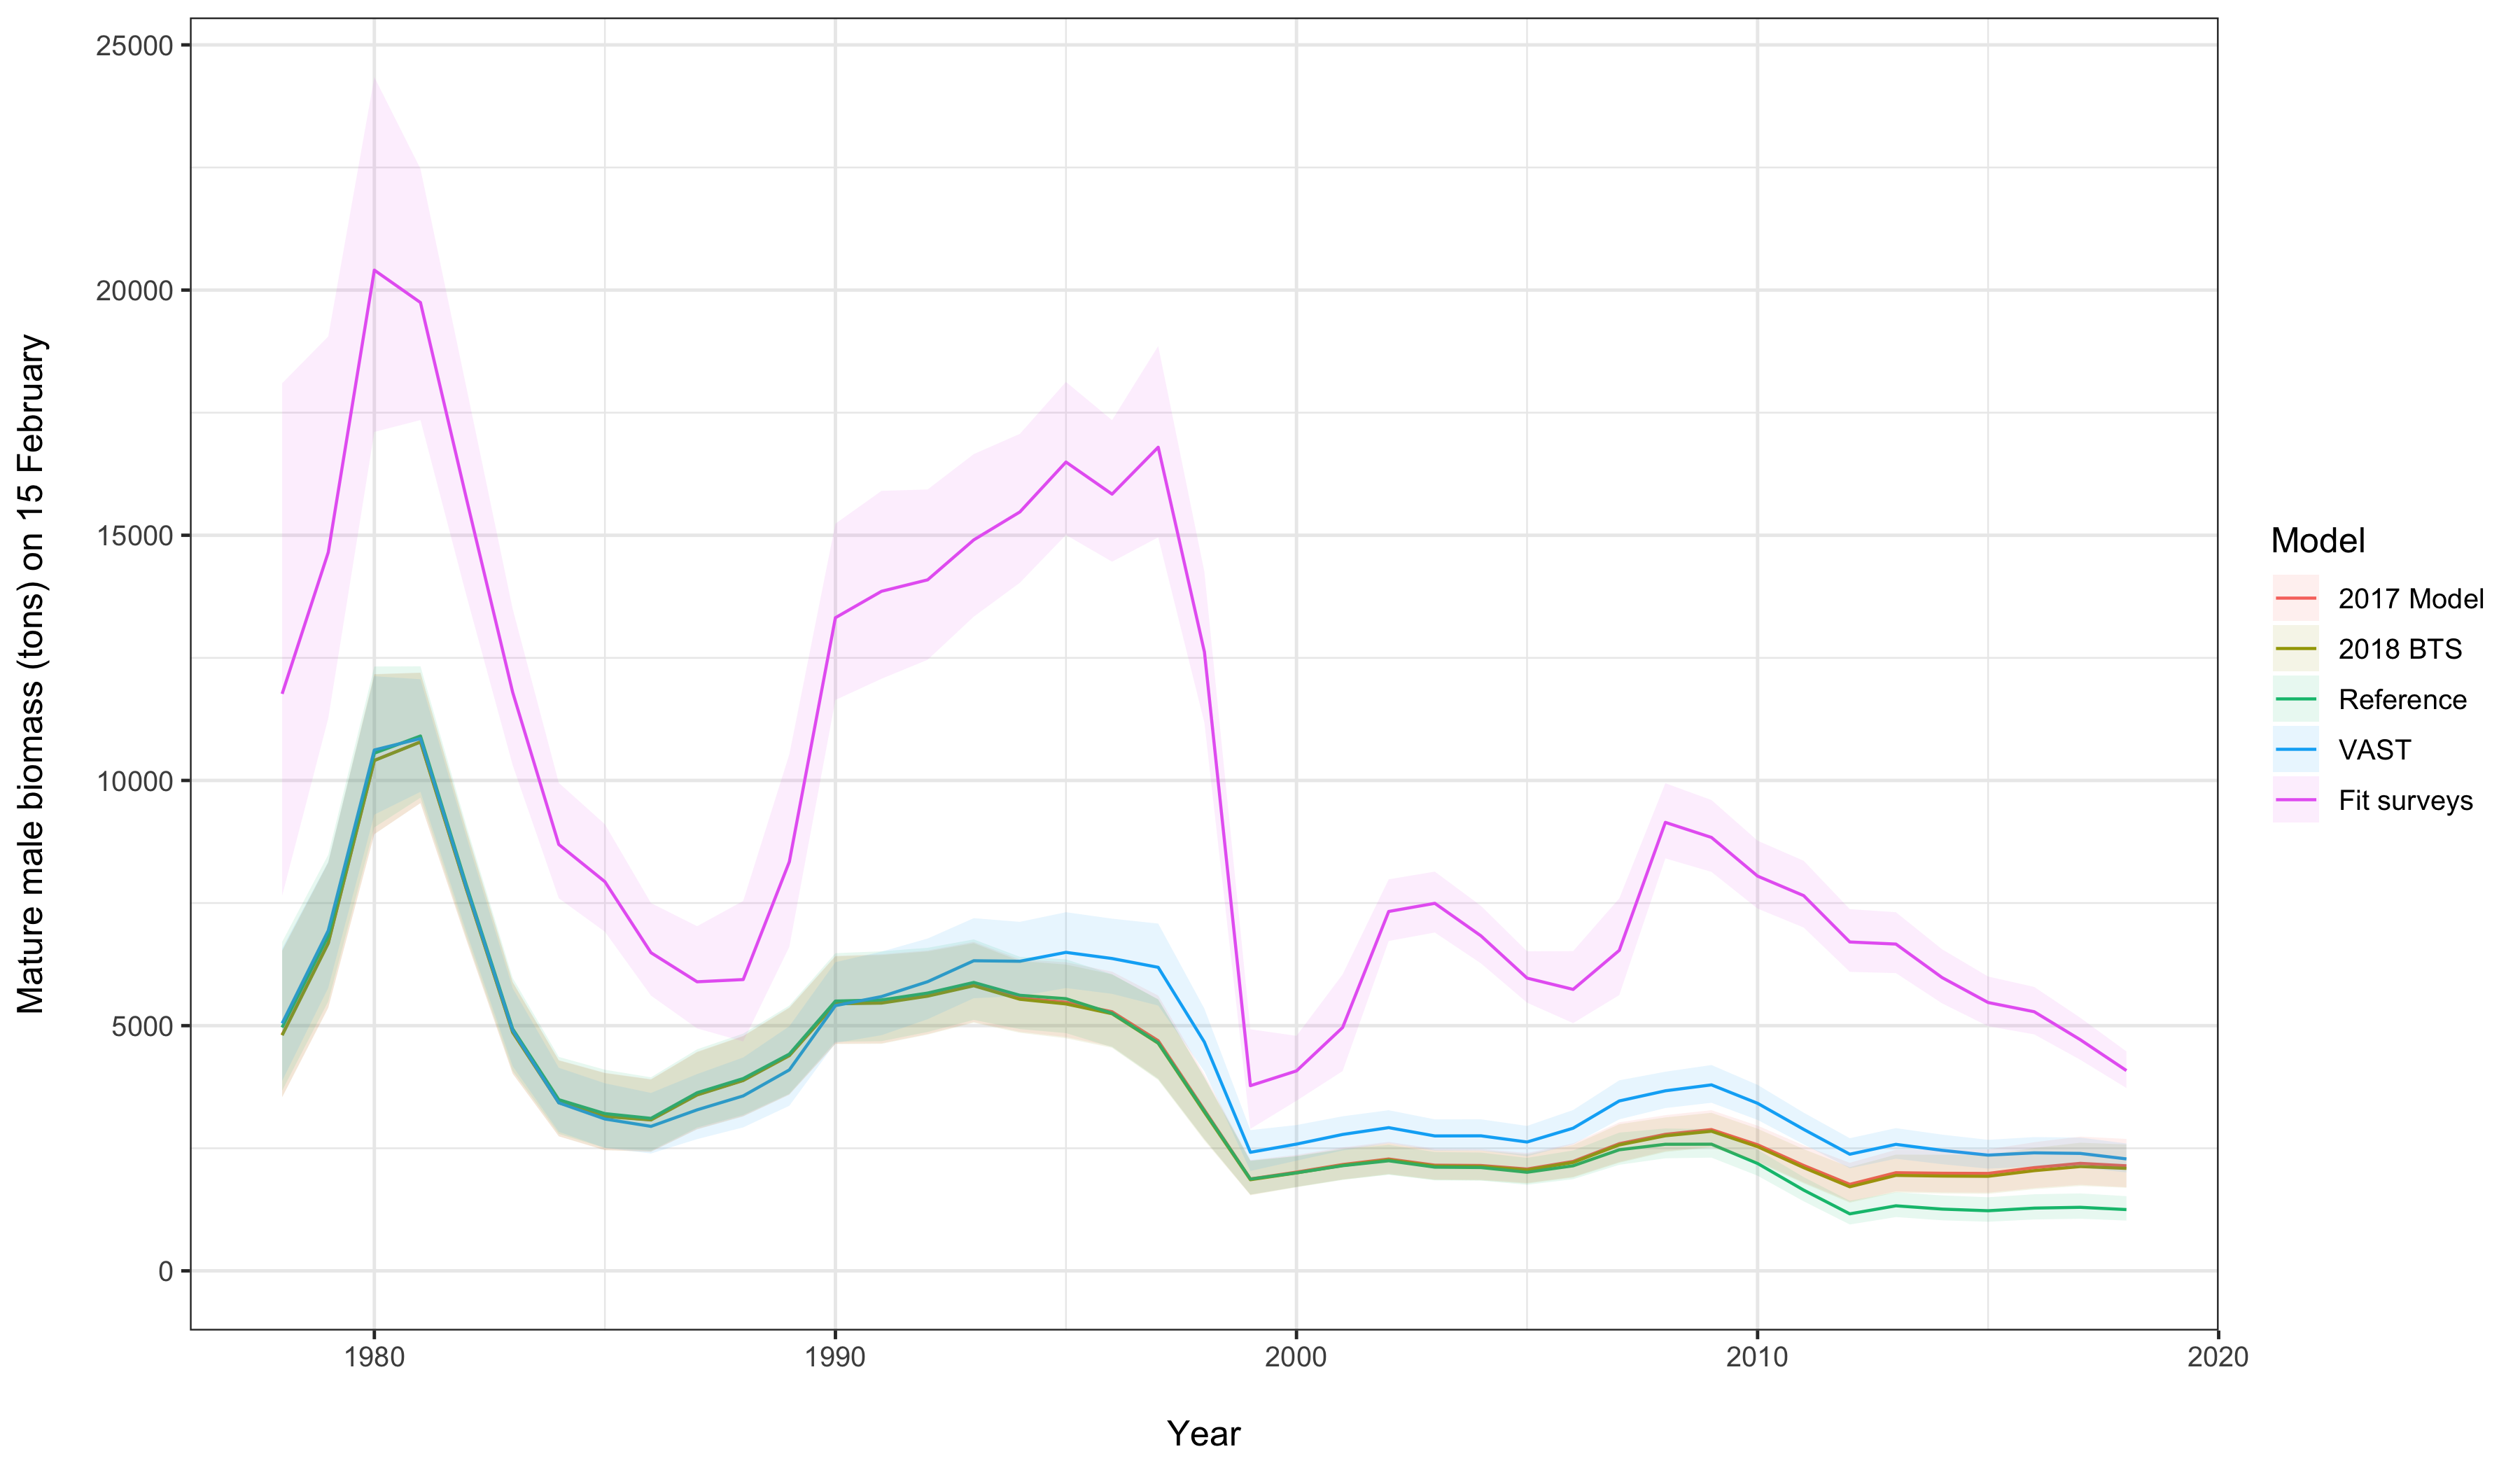 Mature male biomass (tons) on 15 February
25000
20000
15000
10000
5000
0
1980
1990
2000
2010
2020
Year
Model
2017 Model
2018 BTS
Reference
VAST
Fit surveys